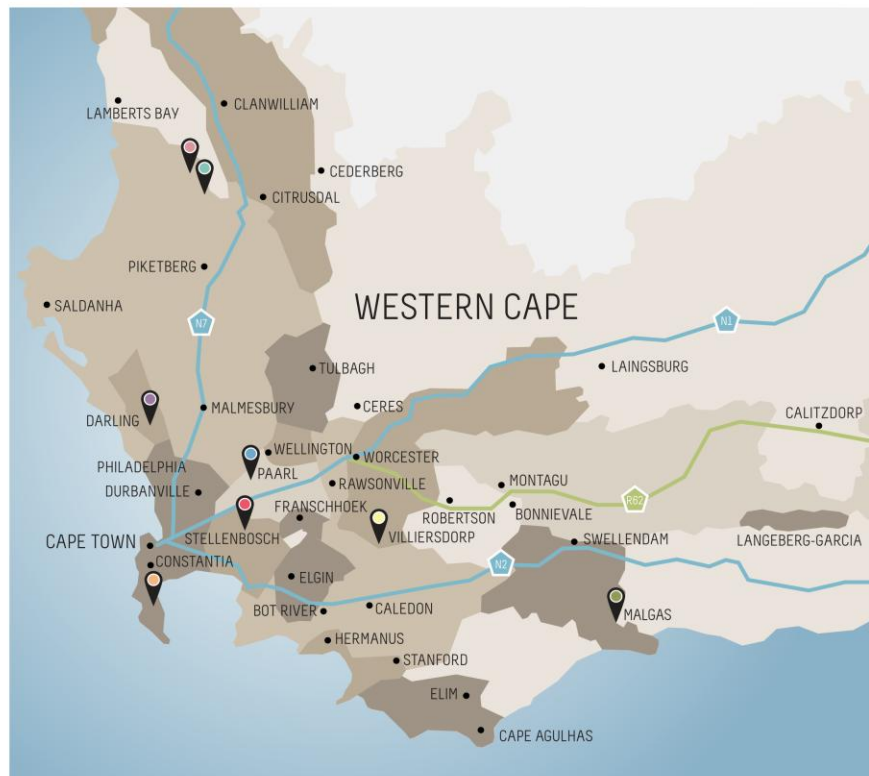 LAMBERTS BAY
CLANWILLIAM
CEDERBERG
CITRUSDAL
PIKETBERG
SALDANHA
WESTERN CAPE
N7
N1
TULBAGH
LAINGSBURG
DARLING
MALMESBURY
CERES
CALITZDORP
WELLINGTON
WORCESTER
PHILADELPHIA
PAARL
DURBANVILLE
RAWSONVILLE
MONTAGU
R62
FRANSCHHOEK
ROBERTSON
BONNIEVALE
STELLENBOSCH
VILLIERSDORP
CAPE TOWN
SWELLENDAM
LANGEBERG-GARCIA
CONSTANTIA
N2
ELGIN
BOT RIVER
CALEDON
MALGAS
HERMANUS
STANFORD
ELIM
CAPE AGULHAS